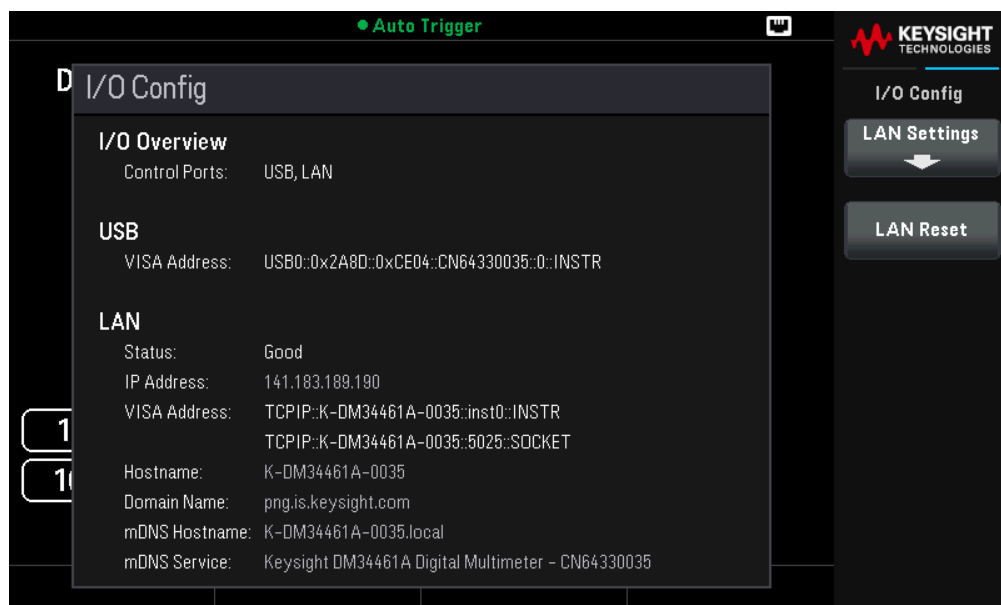 Auto Trigger
KEYSIGHT
TECHNOLOGIES
D
I/O Config
I/O Config
I/O Overview
Control Ports: USB, LAN
LAN Settings
USB
VISA Address: USB0::0x2A8D::0xCE04::CN64330035::0::INSTR
LAN Reset
LAN
Status: Good
IP Address: 141.183.189.190
VISA Address: TCPIP::K-DM34461A-0035::inst0::INSTR
TCPIP::K-DM34461A-0035::5025::SOCKET
1
Hostname: K-DM34461A-0035
1
Domain Name: png.is.keysight.com
mDNS Hostname: K-DM34461A-0035.local
mDNS Service: Keysight DM34461A Digital Multimeter - CN64330035